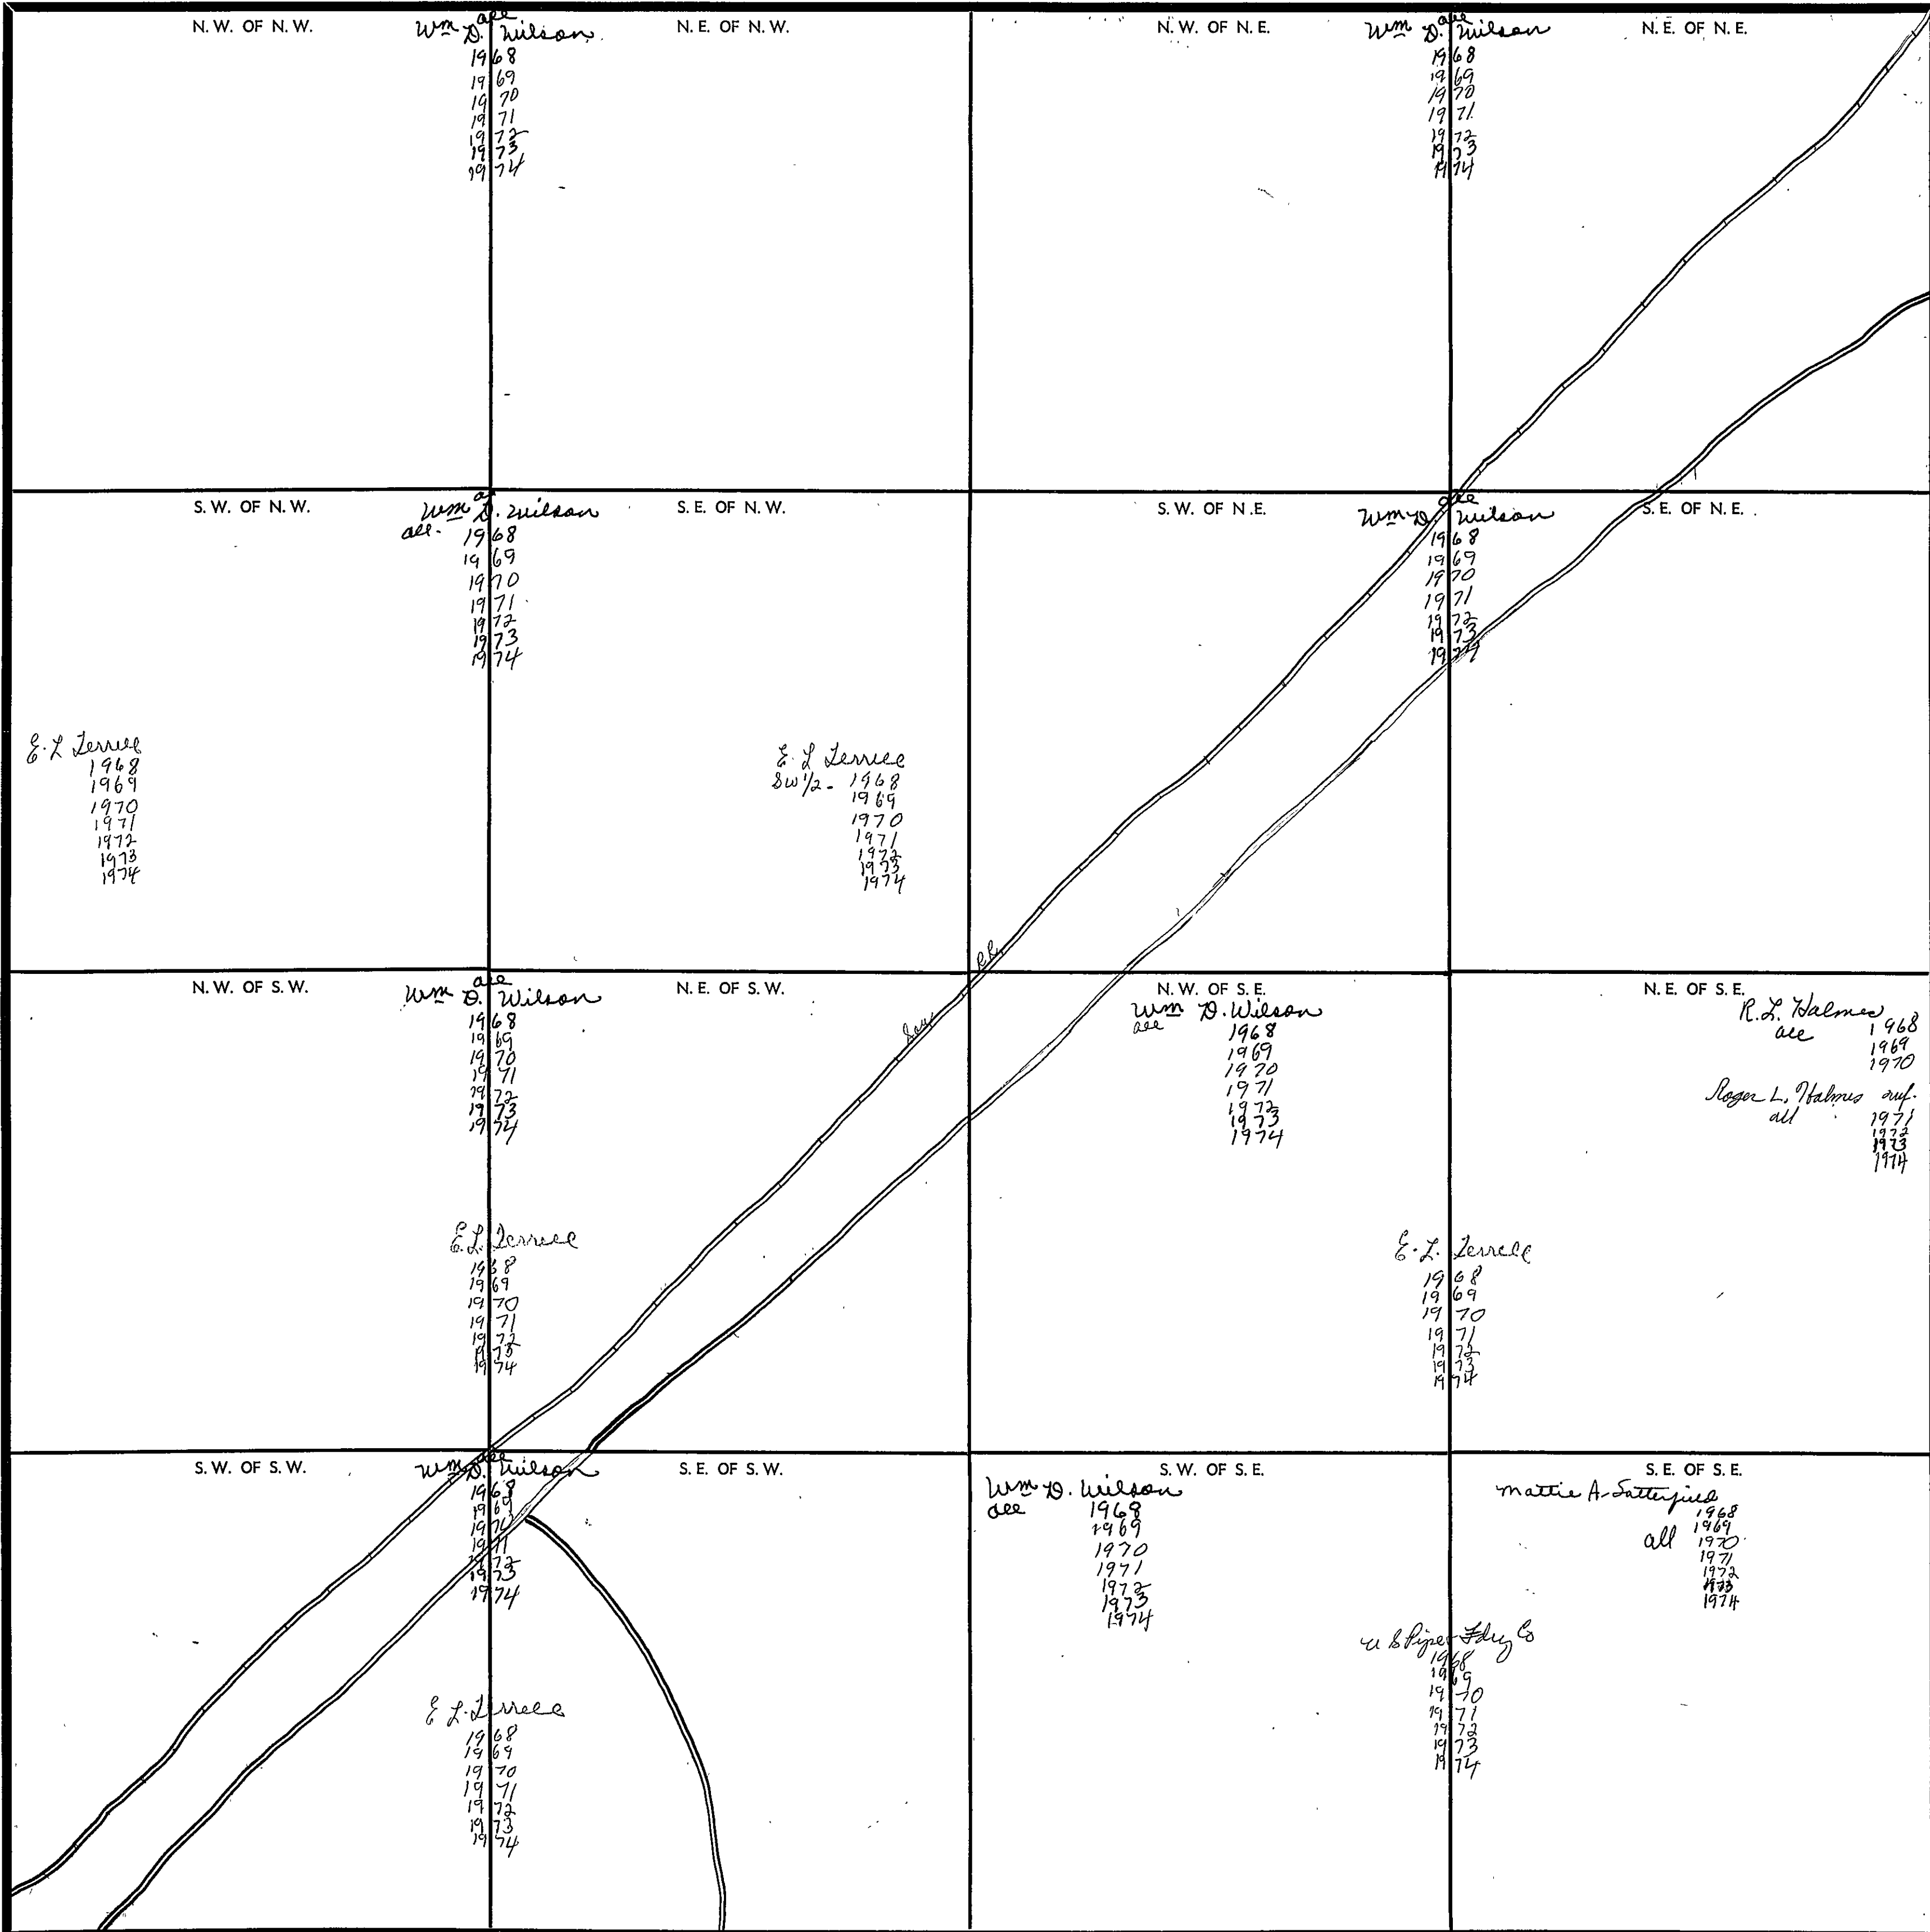 N. W. OF N. W.
all
Wm D. Wilson
1968
1969
1970
1971
1972
1973
1974
N. E. OF N. W.
N. W. OF N. E.
all
Wm D. Wilson
1968
1969
1970
1971
1972
1973
1974
N. E. OF N. E.
S. W. OF N. W.
Wm D. Wilson
all. 1968
1969
1970
1971
1972
1973
1974
S. E. OF N. W.
E. L Terrell
1968
1969
1970
1971
1972
1973
1974
E. L Terrell
SW 1/2 - 1968
1969
1970
1971
1972
1973
1974
S. W. OF N. E.
all
Wm D. Wilson
1968
1969
1970
1971
1972
1973
1974
S. E. OF N. E.
R R
Sou
N. W. OF S. W.
all
Wm D. Wilson
1968
1969
1970
1971
1972
1973
1974
N. E. OF S. W.
E. L. Terrell
1968
1969
1970
1971
1972
1973
1974
N. W. OF S. E.
Wm D. Wilson
all 1968
1969
1970
1971
1972
1973
1974
N. E. OF S. E.
R. L. Holmes
all 1968
1969
1970
Roger L. Holmes
all 1971
1972
1973
1974
E. L. Terrell
1968
1969
1970
1971
1972
1973
1974
S. W. OF S. W.
all
Wm D. Wilson
1968
1969
1970
1971
1972
1973
1974
S. E. OF S. W.
E L. Terrell
1968
1969
1970
1971
1972
1973
1974
S. W. OF S. E.
Wm D. Wilson
all 1968
1969
1970
1971
1972
1973
1974
S. E. OF S. E.
Mattie A. Satterfield
1968
1969
all 1970
1971
1972
1973
1974
U S Pipe Fdry Co
1968
1969
1970
1971
1972
1973
1974